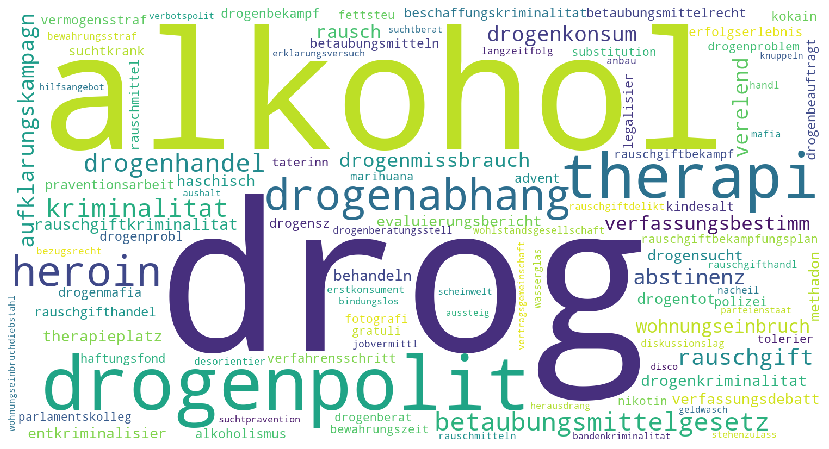 vermogensstraf verbotspolit drogenbekampf fettsteu beschaffungskriminalitat betaubungsmittelrecht kokain
bewahrungsstraf rausch suchtberat drogenkonsum erfolgserlebnis
suchtkrank betaubungsmitteln langzeitfolg substitution drogenproblem knuppeln
erklarungsversuch anbau
alkohol
hilfsangebot handl
aufklarungskampagn rauschmittel legalisier verelend drogenbeauftragt
mafia
drogenhandel taterinn drogenmissbrauch rauschgiftbekampf
praventionsarbeit haschisch marihuana advent therapi
aushalt drogenabhang rauschgiftdelikt kindesalt
kriminalitat
rauschgiftkriminalitat drogensz evaluierungsbericht verfassungsbestimm
drogenprobl drogenberatungsstell wohlstandsgesellschaft rauschgiftbekampfungsplan
bezugsrecht drogensucht
heroin drog behandeln wasserglas abstinenz rauschgifthandl
drogenmafia erstkonsument scheinwelt nacheil
bindungslos drogentot polizei methadon
rauschgifthandel aussteig vertragsgemeinschaft parteienstaat
fotografi wohnungseinbruch
gratuli
therapieplatz jobvermittl tolerier
diskussionslag
wohnungseinbruchdiebstahl haftungsfond desorientier verfahrensschritt disco rauschgift
drogenpolit drogenkriminalitat
nikotin verfassungsdebatt
herausdrang geldwasch
parlamentskolleg suchtpravention drogenberat betaubungsmittelgesetz
entkriminalisier alkoholismus bewahrungszeit rauschmitteln bandenkriminalitat stehenzulass